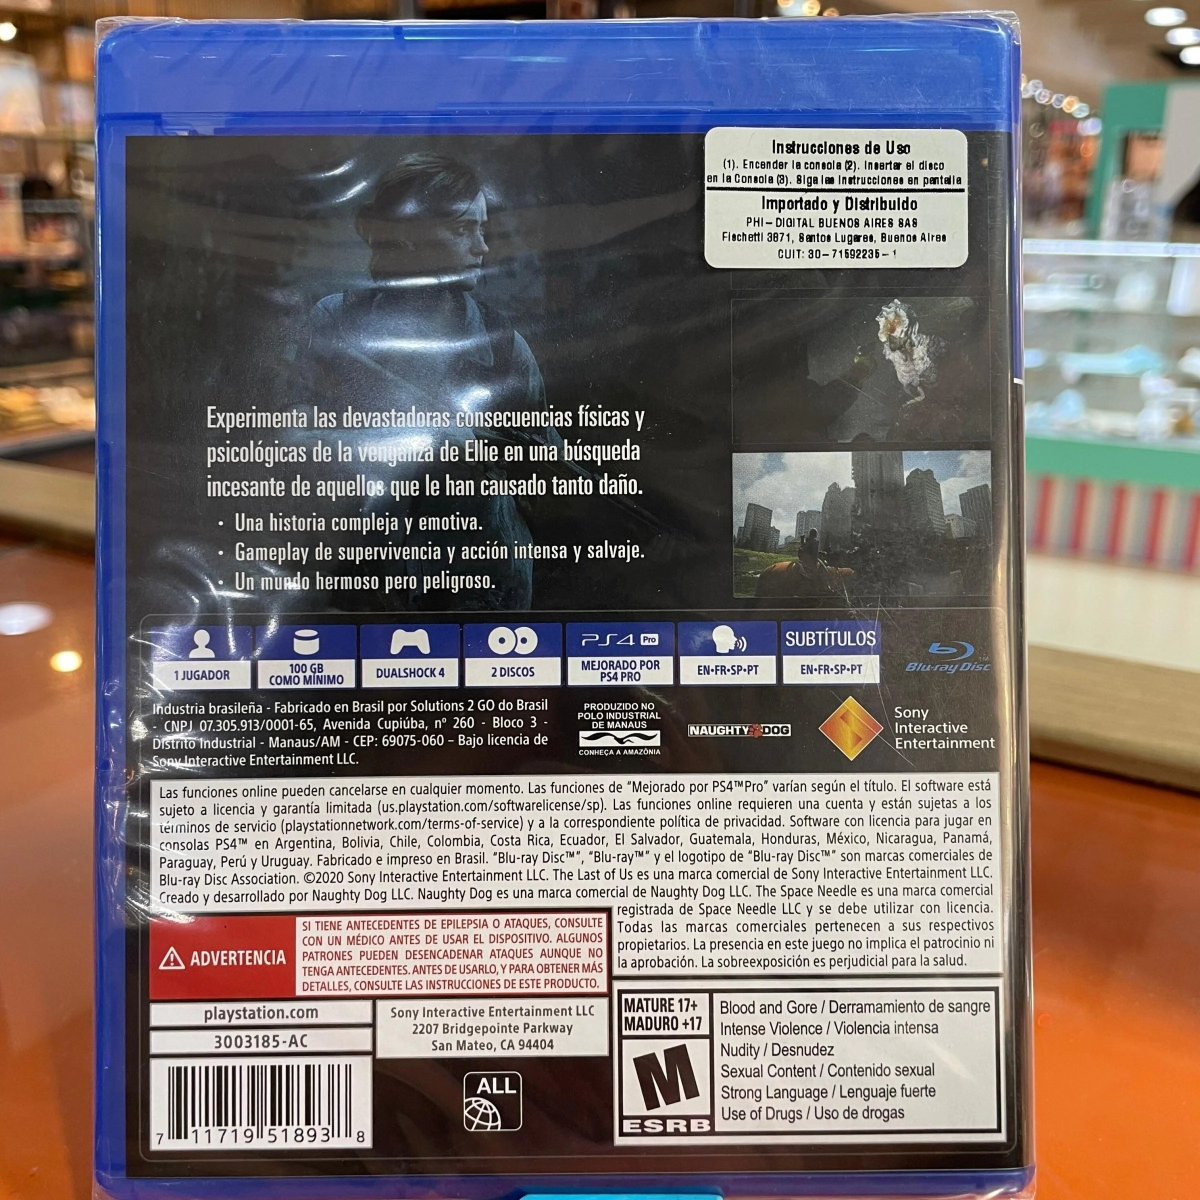 Instrucciones de Uso
(1). Encender la consola (2). Insertar el disco
en la Consola (3). Siga las Instrucciones en pantalla
Importado y Distribuido
PHI-DIGITAL BUENOS AIRES SAS
Fischetti 3871, Santos Lugares, Buenos Aires
CUIT: 30-71592235-1
Experimenta las devastadoras consecuencias físicas y
psicológicas de la venganza de Ellie en una búsqueda
incesante de aquellos que le han causado tanto daño.
• Una historia compleja y emotiva.
• Gameplay de supervivencia y acción intensa y salvaje.
• Un mundo hermoso pero peligroso.
1 JUGADOR
100 GB
COMO MÍNIMO
DUALSHOCK 4
2 DISCOS
PS4 Pro
MEJORADO POR
PS4 PRO
EN•FR•SP•PT
SUBTÍTULOS
EN•FR•SP•PT
Blu-ray Disc™
Industria brasileña - Fabricado en Brasil por Solutions 2 GO do Brasil
- CNPJ 07.305.913/0001-65, Avenida Cupiúba, nº 260 - Bloco 3 -
Distrito Industrial - Manaus/AM - CEP: 69075-060 – Bajo licencia de
Sony Interactive Entertainment LLC.
PRODUZIDO NO
POLO INDUSTRIAL
DE MANAUS
CONHEÇA A AMAZÔNIA
NAUGHTY DOG
Sony
Interactive
Entertainment
Las funciones online pueden cancelarse en cualquier momento. Las funciones de “Mejorado por PS4™Pro” varían según el título. El software está
sujeto a licencia y garantía limitada (us.playstation.com/softwarelicense/sp). Las funciones online requieren una cuenta y están sujetas a los
términos de servicio (playstationnetwork.com/terms-of-service) y a la correspondiente política de privacidad. Software con licencia para jugar en
consolas PS4™ en Argentina, Bolivia, Chile, Colombia, Costa Rica, Ecuador, El Salvador, Guatemala, Honduras, México, Nicaragua, Panamá,
Paraguay, Perú y Uruguay. Fabricado e impreso en Brasil. “Blu-ray Disc™”, “Blu-ray™” y el logotipo de “Blu-ray Disc™” son marcas comerciales de
Blu-ray Disc Association. ©2020 Sony Interactive Entertainment LLC. The Last of Us es una marca comercial de Sony Interactive Entertainment LLC.
Creado y desarrollado por Naughty Dog LLC. Naughty Dog es una marca comercial de Naughty Dog LLC. The Space Needle es una marca comercial
registrada de Space Needle LLC y se debe utilizar con licencia.
Todas las marcas comerciales pertenecen a sus respectivos
propietarios. La presencia en este juego no implica el patrocinio ni
la aprobación. La sobreexposición es perjudicial para la salud.
ADVERTENCIA
SI TIENE ANTECEDENTES DE EPILEPSIA O ATAQUES, CONSULTE
CON UN MÉDICO ANTES DE USAR EL DISPOSITIVO. ALGUNOS
PATRONES PUEDEN DESENCADENAR ATAQUES AUNQUE NO
TENGA ANTECEDENTES. ANTES DE USARLO, Y PARA OBTENER MÁS
DETALLES, CONSULTE LAS INSTRUCCIONES DE ESTE PRODUCTO.
playstation.com
3003185-AC
7 11719 51893 8
Sony Interactive Entertainment LLC
2207 Bridgepointe Parkway
San Mateo, CA 94404
ALL
MATURE 17+
MADURO +17
M
ESRB
Blood and Gore / Derramamiento de sangre
Intense Violence / Violencia intensa
Nudity / Desnudez
Sexual Content / Contenido sexual
Strong Language / Lenguaje fuerte
Use of Drugs / Uso de drogas